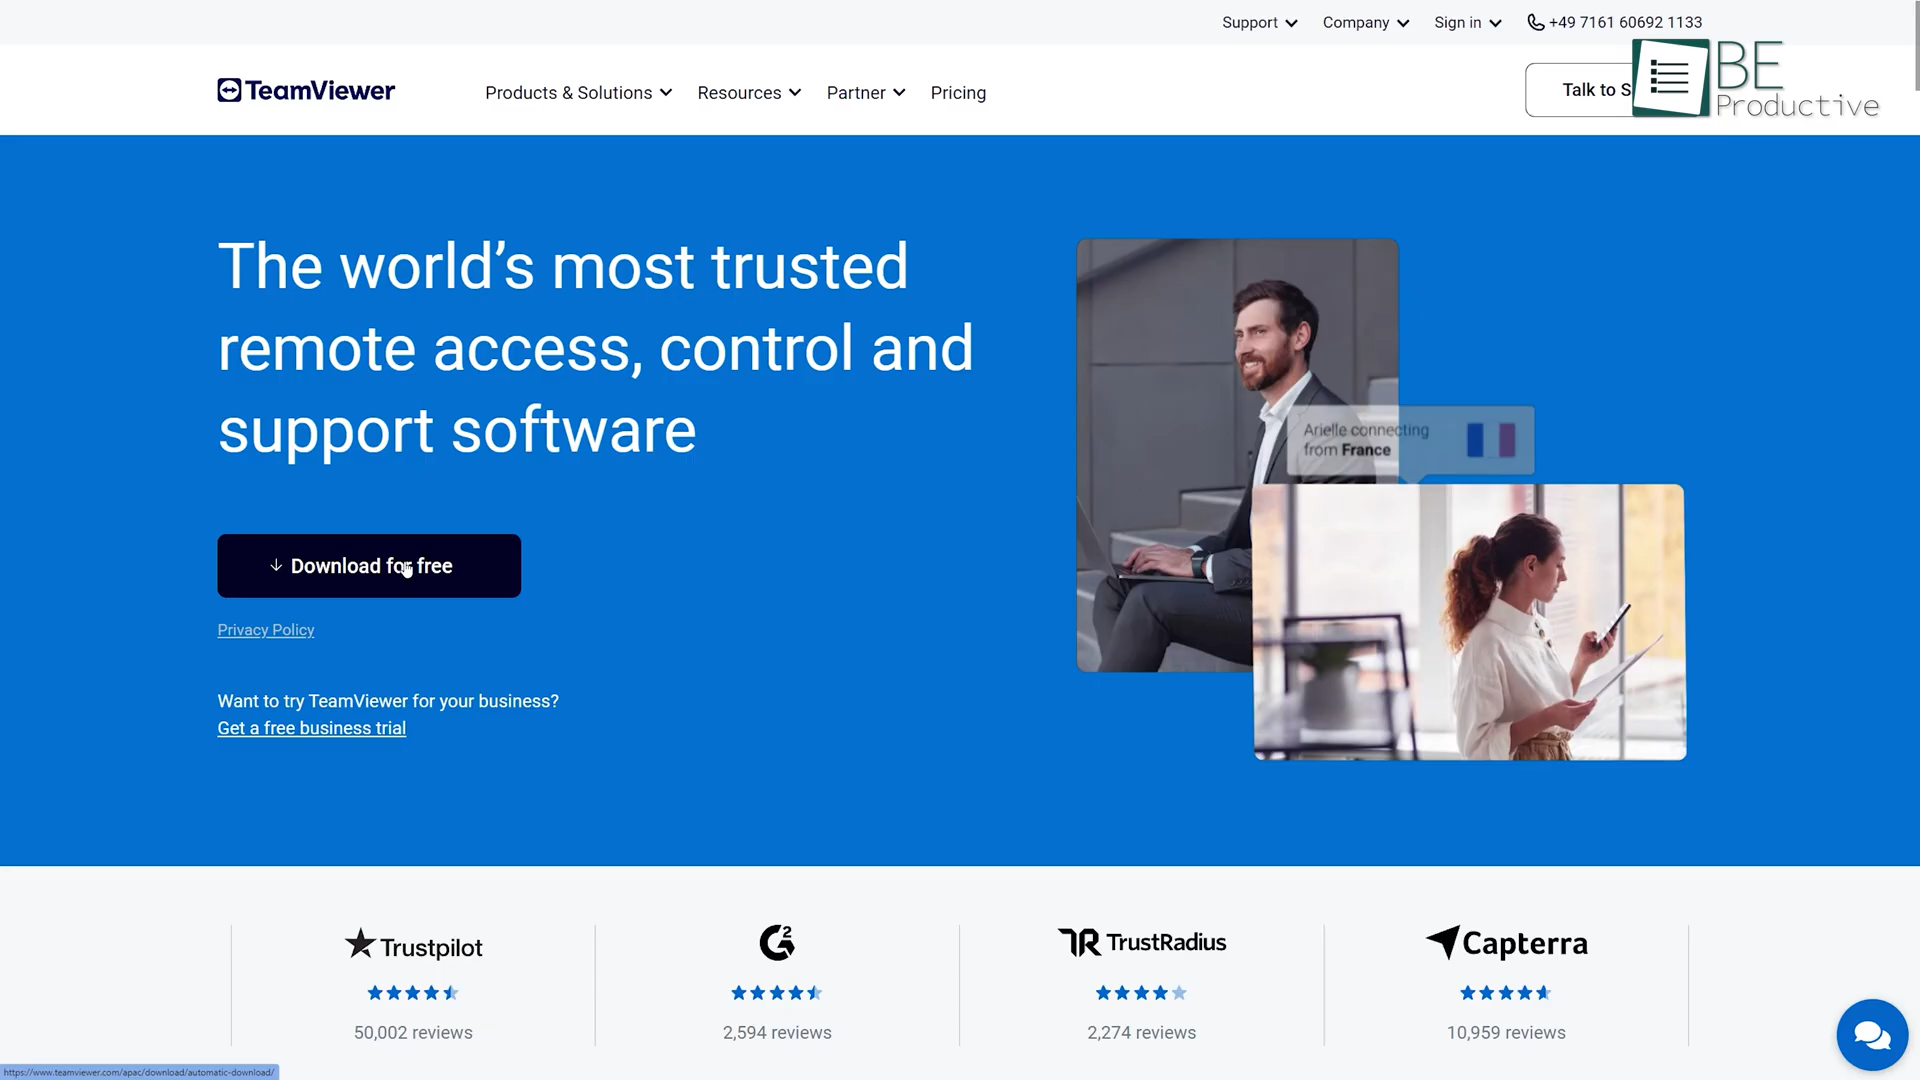 Support Company Sign in +49 7161 60692 1133
TeamViewer Products & Solutions Resources Partner Pricing Talk to S
BE
Productive
The world’s most trusted
remote access, control and
support software
Arielle connecting
from France
Download for free
Privacy Policy
Want to try TeamViewer for your business?
Get a free business trial
Trustpilot G2 TrustRadius Capterra
50,002 reviews 2,594 reviews 2,274 reviews 10,959 reviews
https://www.teamviewer.com/apac/download/automatic-download/